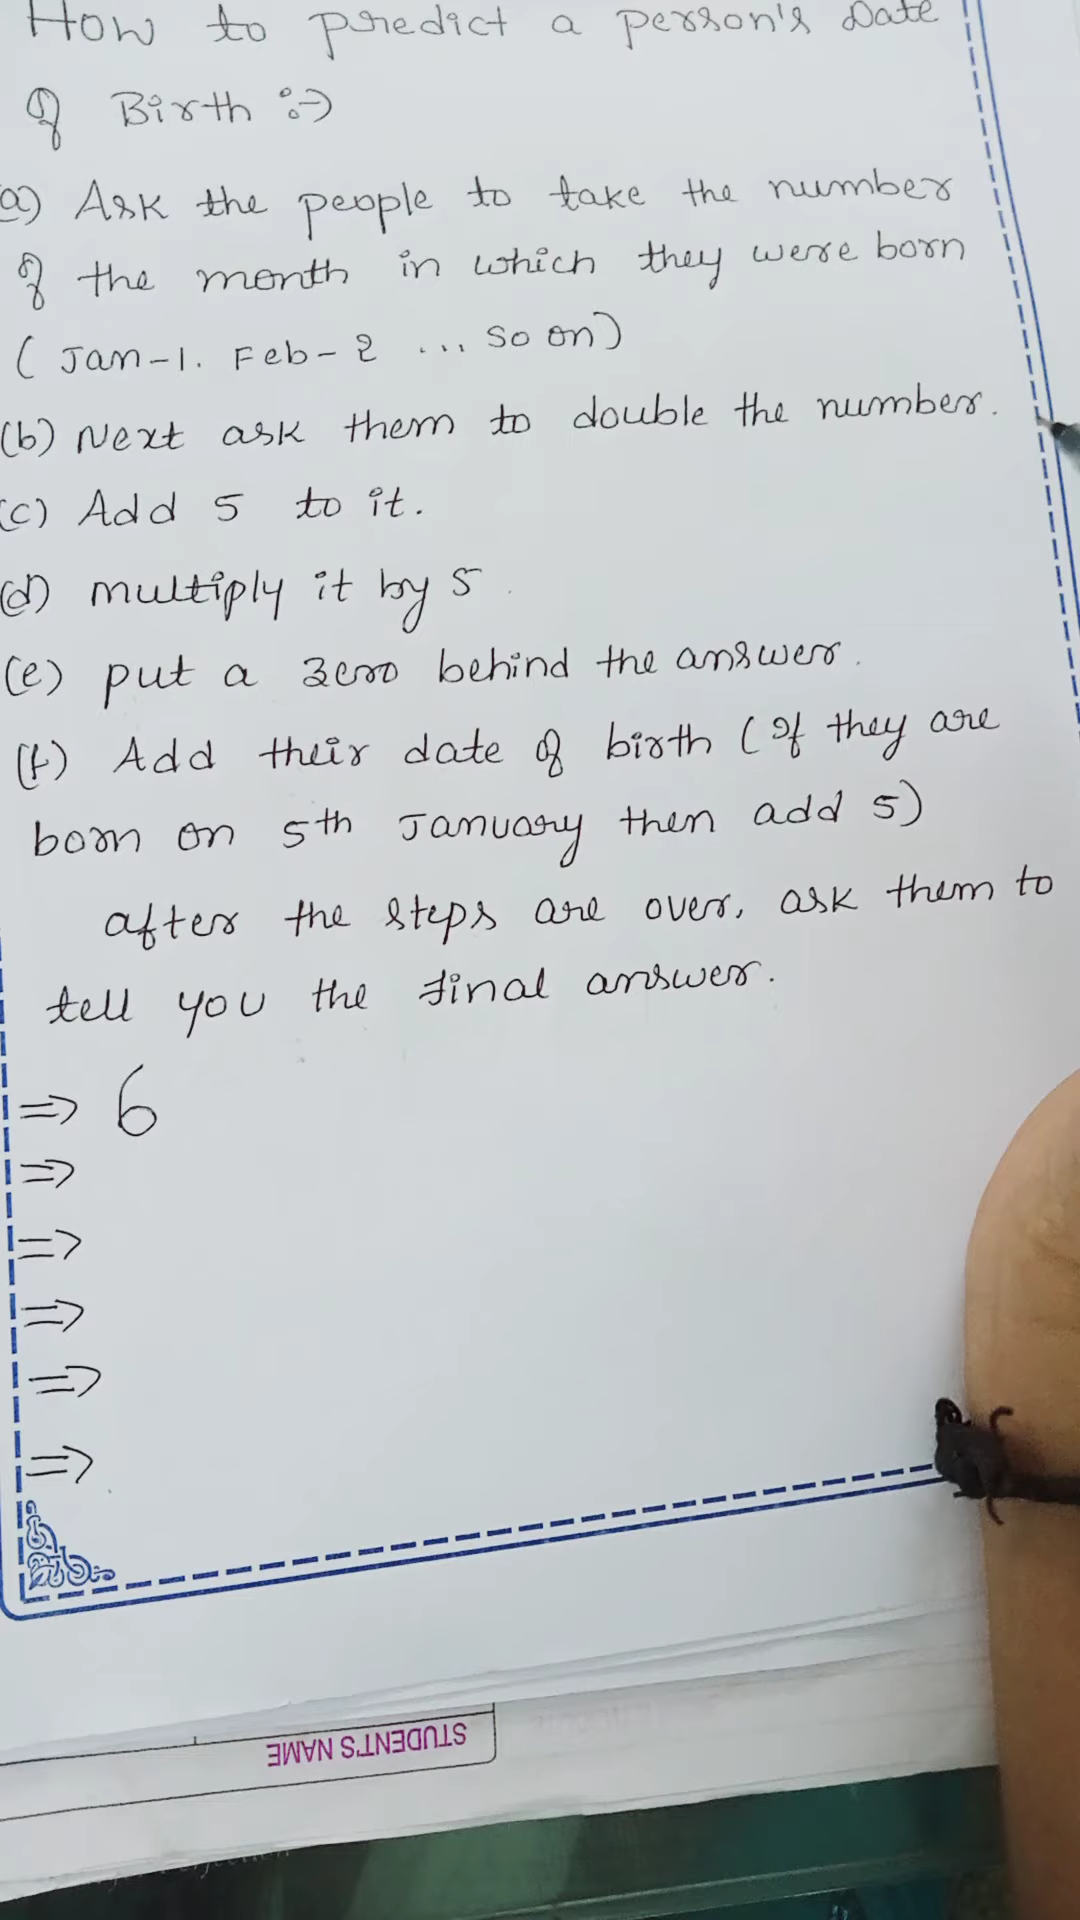 How to predict a person's Date
of Birth :-)
(a) Ask the people to take the number
of the month in which they were born
( Jan-1. Feb-2 ... so on)
(b) Next ask them to double the number.
(c) Add 5 to it.
(d) multiply it by 5.
(e) put a zero behind the answer.
(f) Add their date of birth (if they are
born on 5th January then add 5)
after the steps are over, ask them to
tell you the final answer.
⇒ 6
⇒
⇒
⇒
⇒
⇒
STUDENT'S NAME